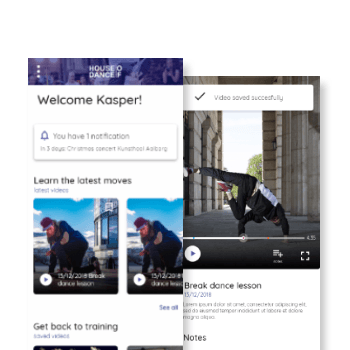 HOUSE O
DANCE F
Welcome Kasper!
You have 1 notification
In 3 days: Christmas concert Kunsthool Aalborg
Learn the latest moves
latest videos
13/12/2018 Break
dance lesson
13/12/2018
dance lesson
See all
Get back to training
saved videos
Video saved succesfully
4:35
Break dance lesson
13/12/2018
Lorem ipsum dolor sit amet, consectetur adipiscing elit,
sed do eiusmod tempor incididunt ut labore et dolore
magna aliqua.
Notes